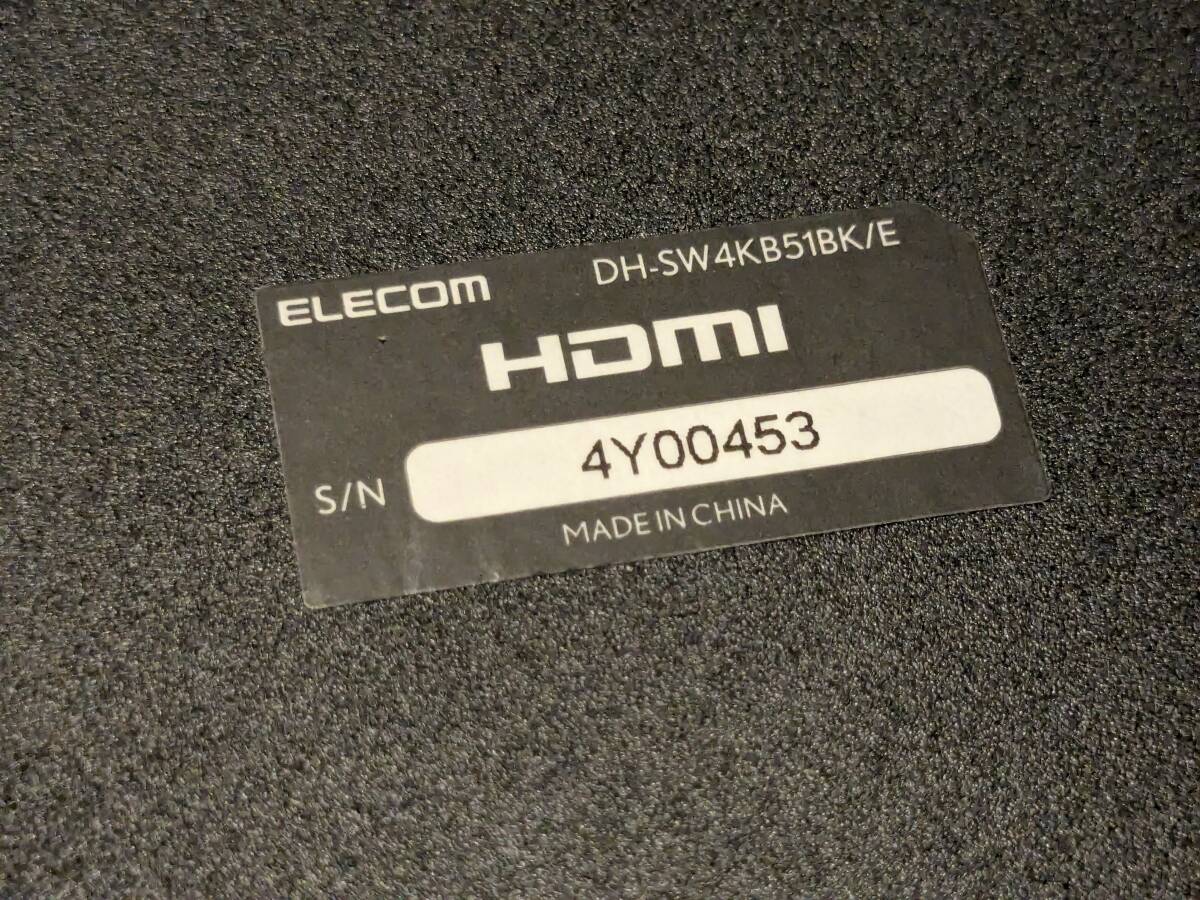 ELECOM DH-SW4KB51BK/E
HDMI
S/N 4Y00453
MADE IN CHINA